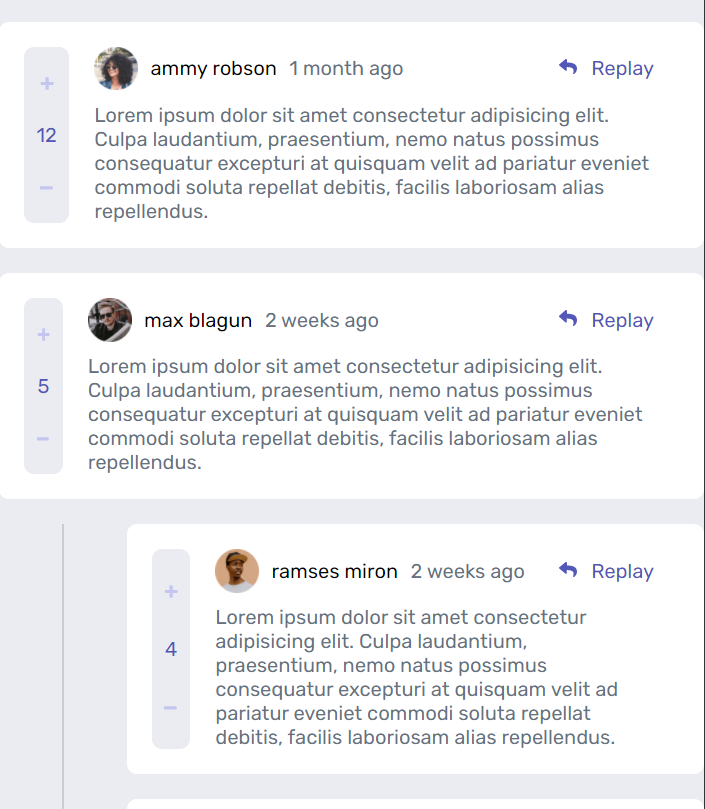 ammy robson 1 month ago Replay
+
12
−
Lorem ipsum dolor sit amet consectetur adipisicing elit.
Culpa laudantium, praesentium, nemo natus possimus
consequatur excepturi at quisquam velit ad pariatur eveniet
commodi soluta repellat debitis, facilis laboriosam alias
repellendus.
max blagun 2 weeks ago Replay
+
5
−
Lorem ipsum dolor sit amet consectetur adipisicing elit.
Culpa laudantium, praesentium, nemo natus possimus
consequatur excepturi at quisquam velit ad pariatur eveniet
commodi soluta repellat debitis, facilis laboriosam alias
repellendus.
ramses miron 2 weeks ago Replay
+
4
−
Lorem ipsum dolor sit amet consectetur
adipisicing elit. Culpa laudantium,
praesentium, nemo natus possimus
consequatur excepturi at quisquam velit ad
pariatur eveniet commodi soluta repellat
debitis, facilis laboriosam alias repellendus.